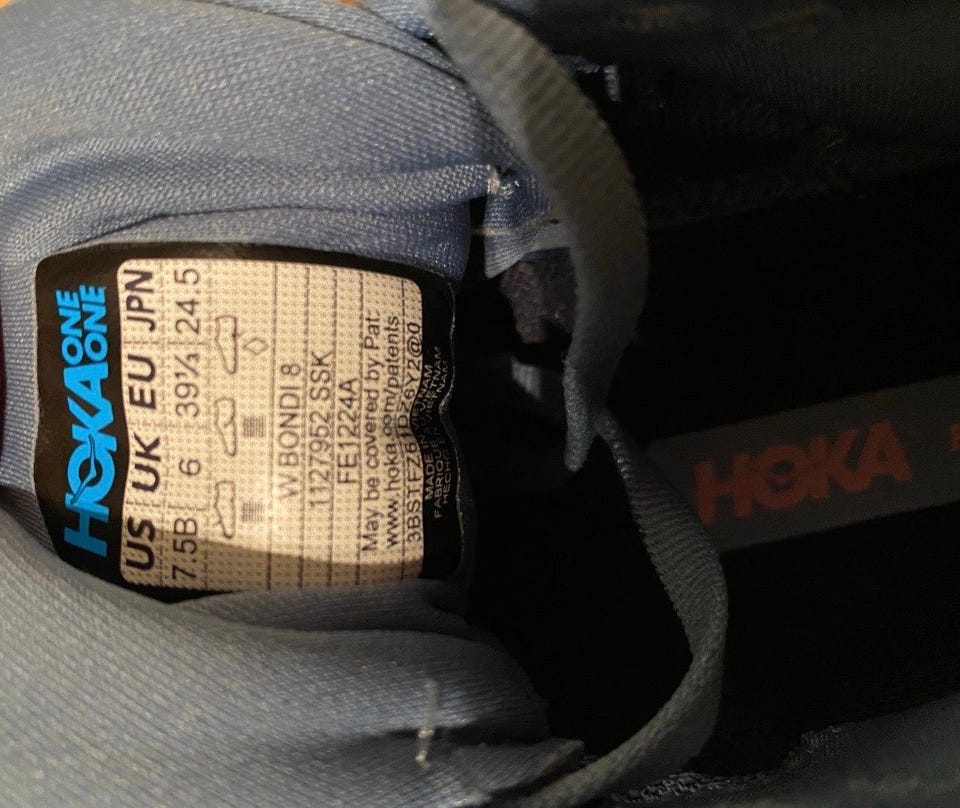 HOKA ONE ONE
US UK EU JPN
7.5B 6 39⅓ 24.5
W BONDI 8
1127952 SSK
FE1224A
May be covered by Pat.
www.hoka.com/patents
MADE IN VIETNAM
HOKA